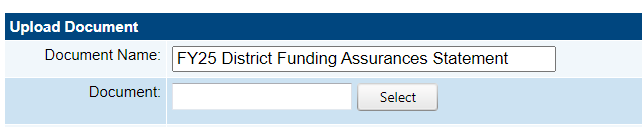 Upload Document
Document Name: FY25 District Funding Assurances Statement
Document: Select